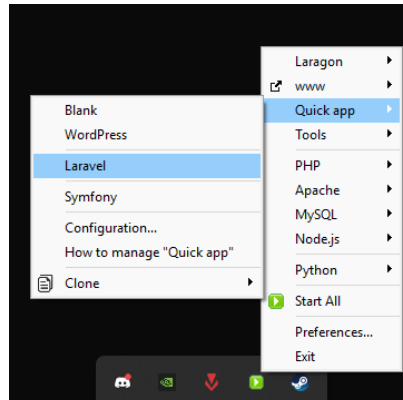 Laragon
www
Quick app
Tools
PHP
Apache
MySQL
Node.js
Python
Start All
Preferences...
Exit
Blank
WordPress
Laravel
Symfony
Configuration...
How to manage "Quick app"
Clone